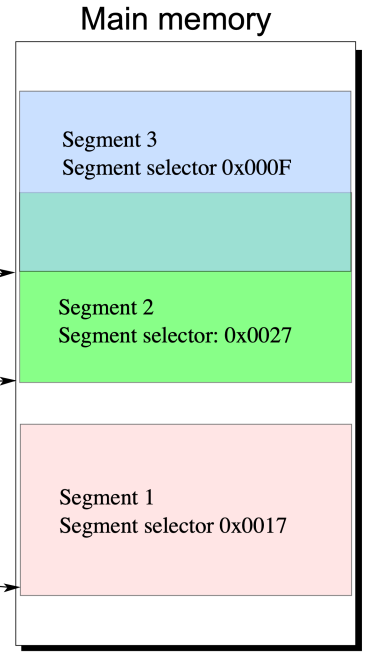 Main memory
Segment 3
Segment selector 0x000F
Segment 2
Segment selector: 0x0027
Segment 1
Segment selector 0x0017